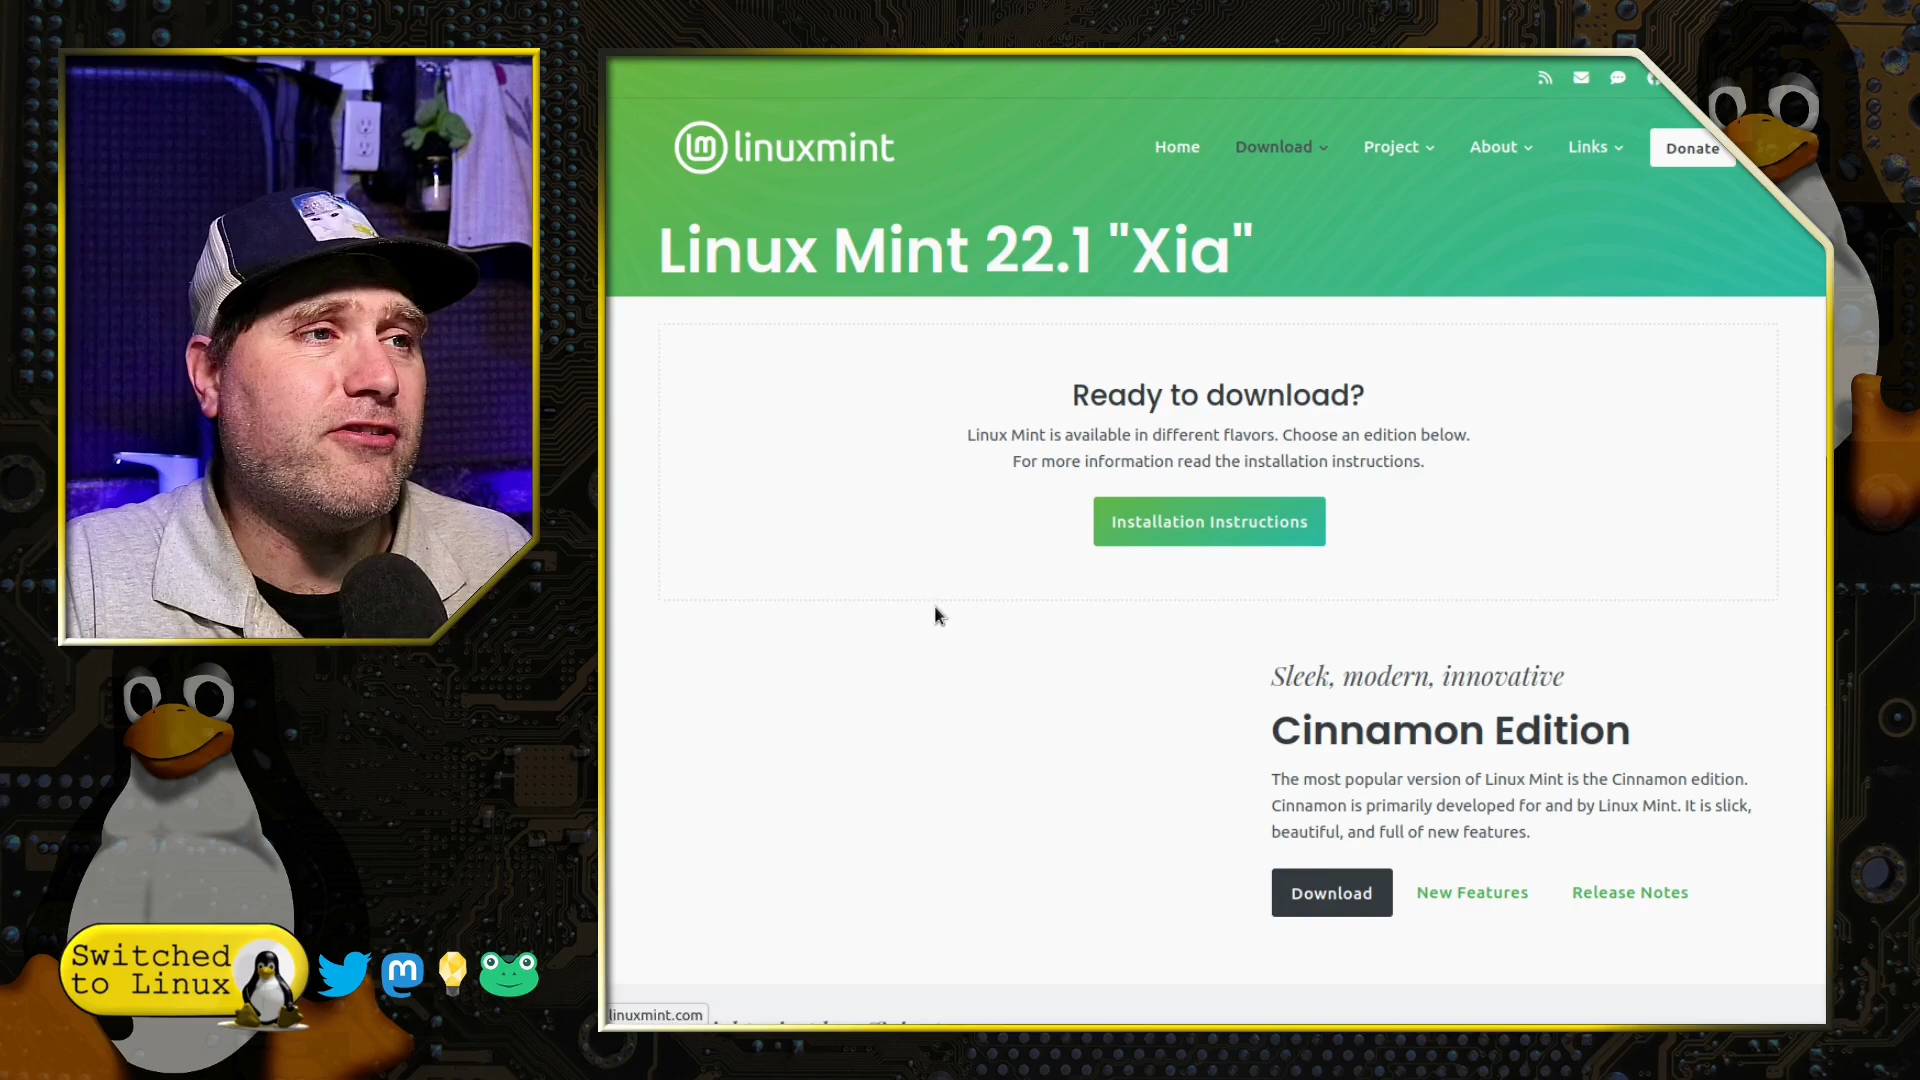 linuxmint
Home
Download
Project
About
Links
Donate
Linux Mint 22.1 "Xia"
Ready to download?
Linux Mint is available in different flavors. Choose an edition below.
For more information read the installation instructions.
Installation Instructions
Sleek, modern, innovative
Cinnamon Edition
The most popular version of Linux Mint is the Cinnamon edition.
Cinnamon is primarily developed for and by Linux Mint. It is slick,
beautiful, and full of new features.
Download
New Features
Release Notes
linuxmint.com
Switched
to Linux